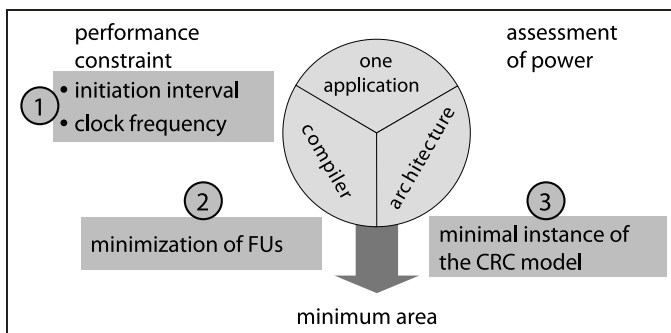 performance
constraint
1
• initiation interval
• clock frequency
one
application
compiler
architecture
assessment
of power
2
minimization of FUs
3
minimal instance of
the CRC model
minimum area